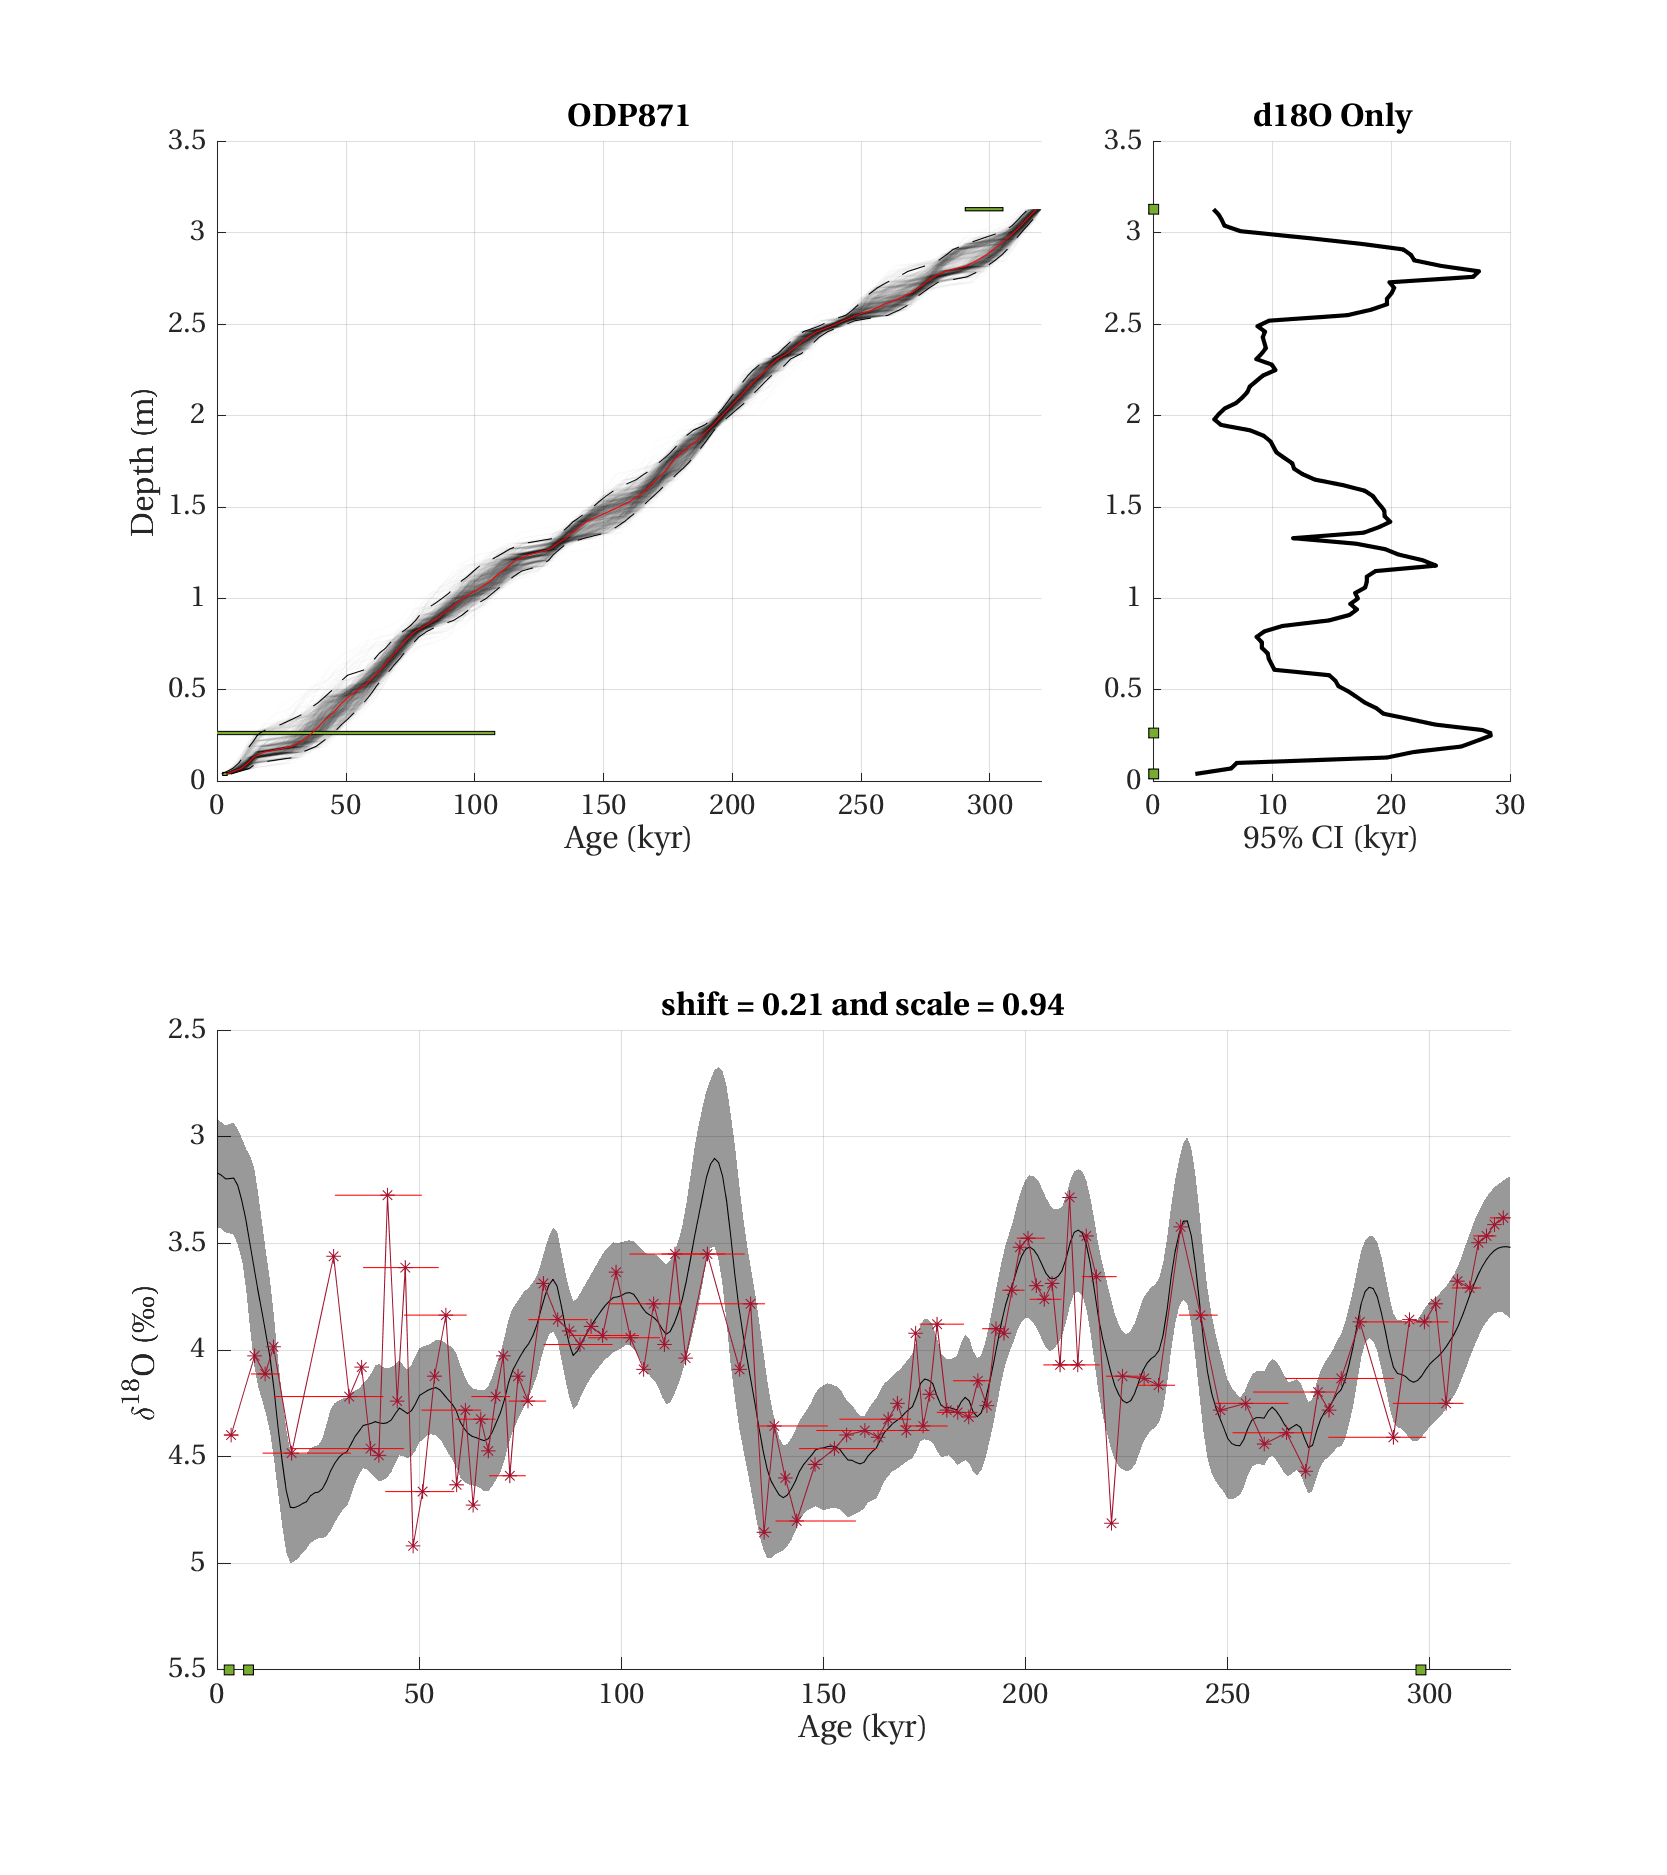 ODP871
d18O Only
3.5
3
2.5
2
1.5
1
0.5
0
Depth (m)
0 50 100 150 200 250 300
Age (kyr)
3.5
3
2.5
2
1.5
1
0.5
0
0 10 20 30
95% CI (kyr)
shift = 0.21 and scale = 0.94
2.5
3
3.5
4
4.5
5
5.5
δ18O (‰)
0 50 100 150 200 250 300
Age (kyr)